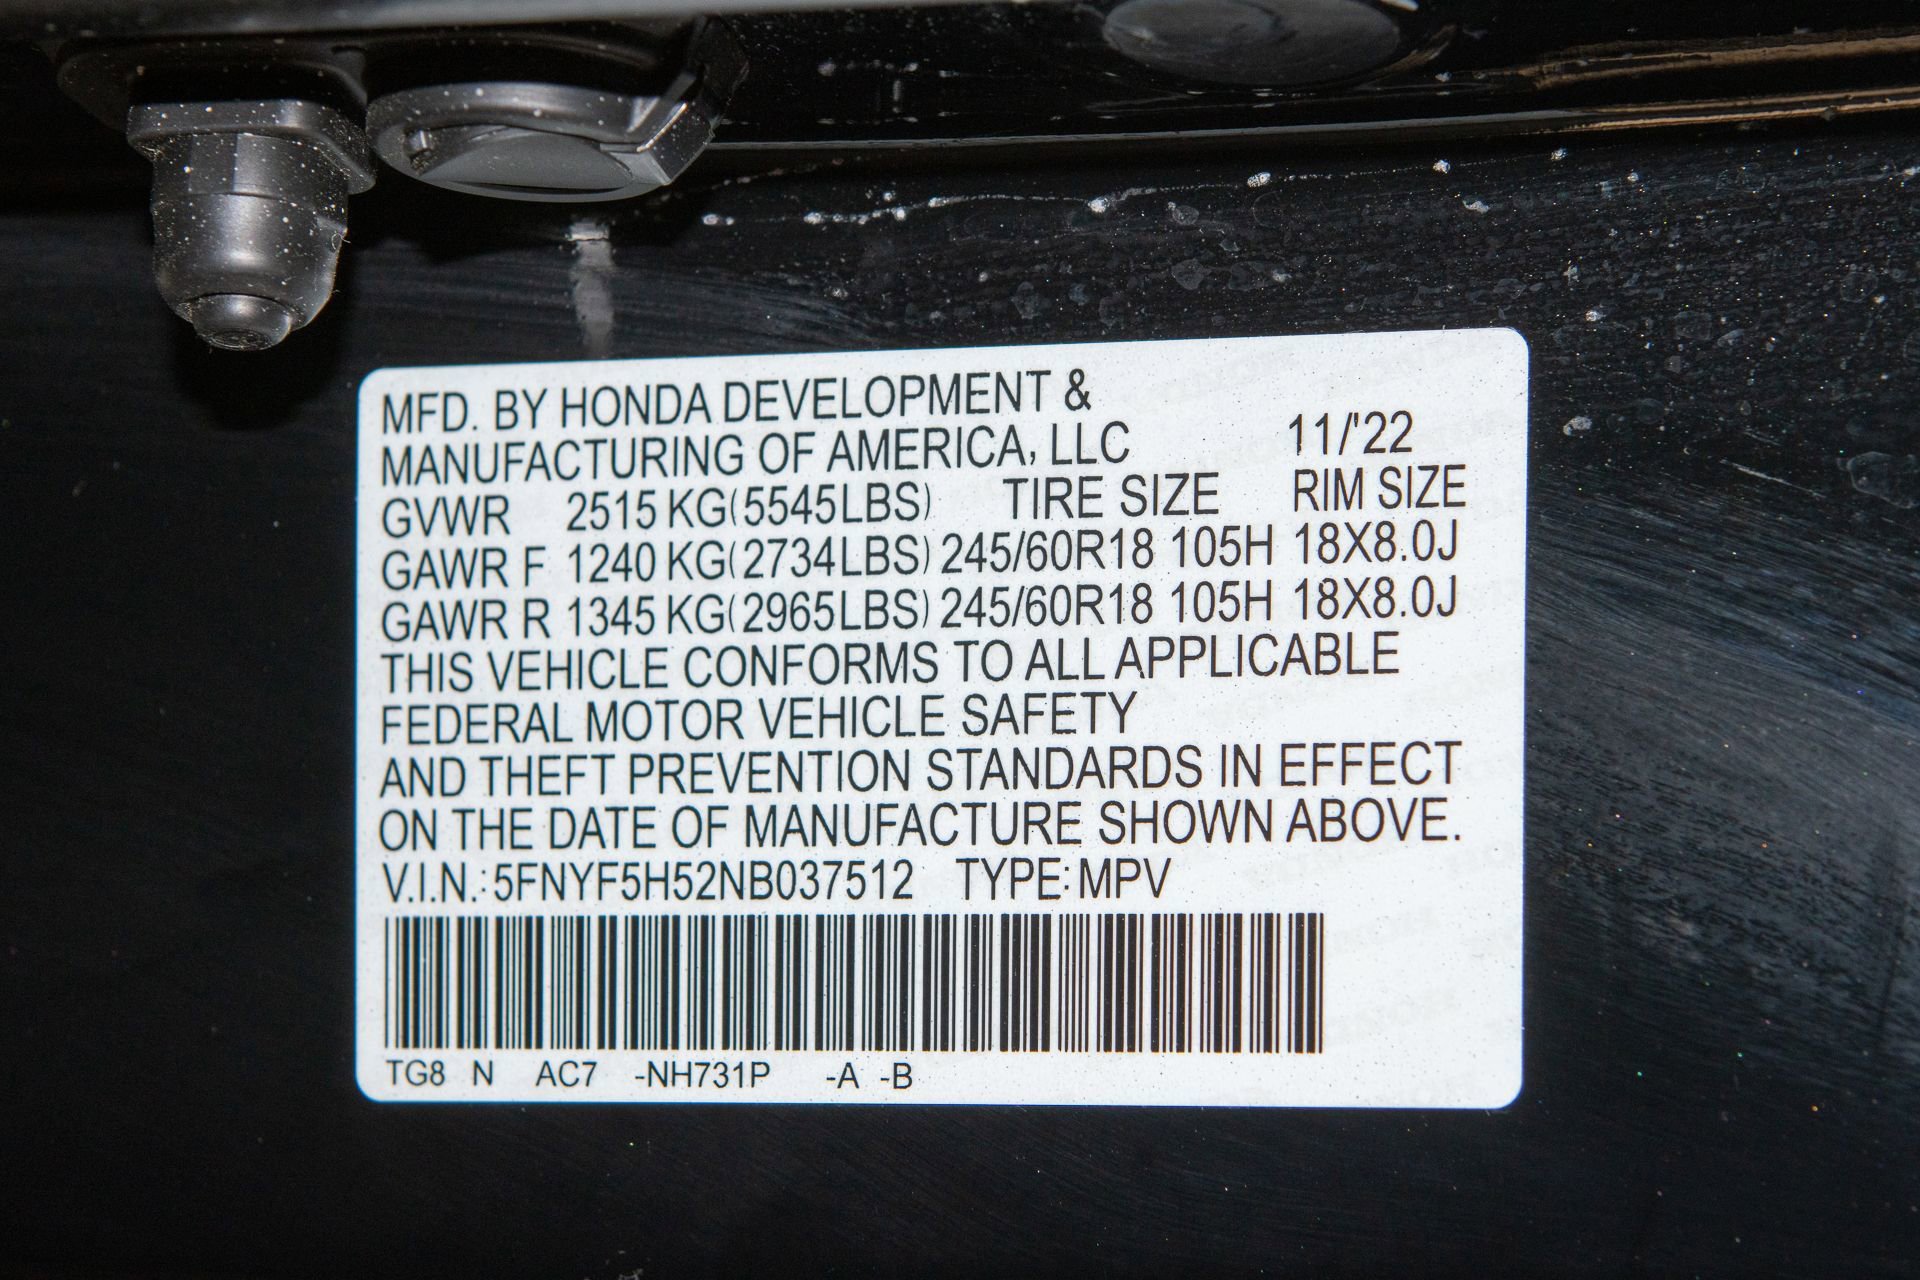 MFD. BY HONDA DEVELOPMENT &
MANUFACTURING OF AMERICA, LLC 11/'22
GVWR 2515 KG(5545LBS) TIRE SIZE RIM SIZE
GAWR F 1240 KG(2734LBS) 245/60R18 105H 18X8.0J
GAWR R 1345 KG(2965LBS) 245/60R18 105H 18X8.0J
THIS VEHICLE CONFORMS TO ALL APPLICABLE
FEDERAL MOTOR VEHICLE SAFETY
AND THEFT PREVENTION STANDARDS IN EFFECT
ON THE DATE OF MANUFACTURE SHOWN ABOVE.
V.I.N.: 5FNYF5H52NB037512 TYPE: MPV
TG8 N AC7 -NH731P -A -B